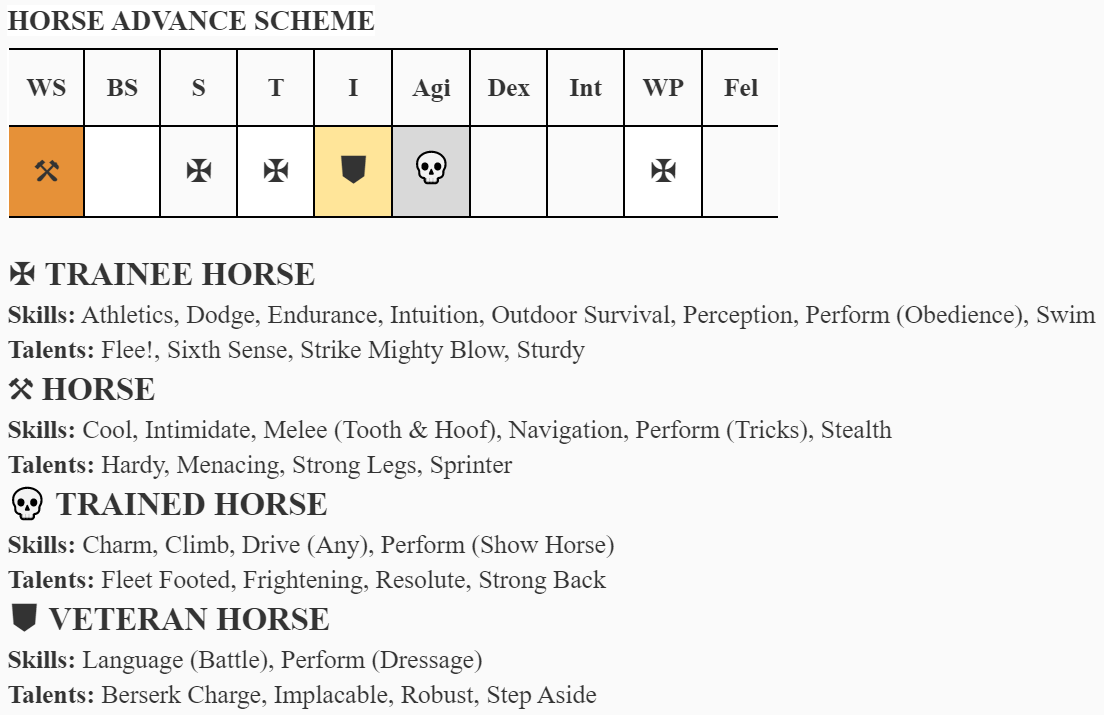 HORSE ADVANCE SCHEME
WS BS S T I Agi Dex Int WP Fel
✠ TRAINEE HORSE
Skills: Athletics, Dodge, Endurance, Intuition, Outdoor Survival, Perception, Perform (Obedience), Swim
Talents: Flee!, Sixth Sense, Strike Mighty Blow, Sturdy
⚒ HORSE
Skills: Cool, Intimidate, Melee (Tooth & Hoof), Navigation, Perform (Tricks), Stealth
Talents: Hardy, Menacing, Strong Legs, Sprinter
TRAINED HORSE
Skills: Charm, Climb, Drive (Any), Perform (Show Horse)
Talents: Fleet Footed, Frightening, Resolute, Strong Back
VETERAN HORSE
Skills: Language (Battle), Perform (Dressage)
Talents: Berserk Charge, Implacable, Robust, Step Aside